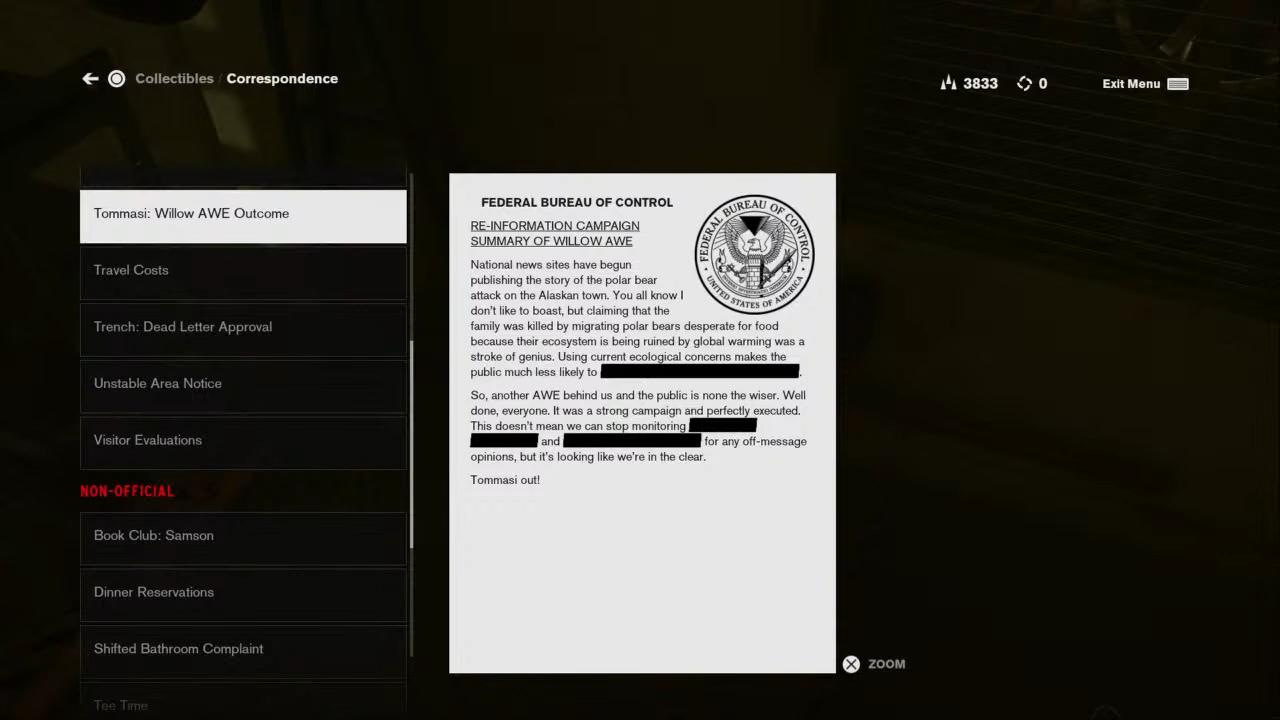 Collectibles / Correspondence
3833
0
Exit Menu
Tommasi: Willow AWE Outcome
Travel Costs
Trench: Dead Letter Approval
Unstable Area Notice
Visitor Evaluations
NON-OFFICIAL
Book Club: Samson
Dinner Reservations
Shifted Bathroom Complaint
Tee Time
FEDERAL BUREAU OF CONTROL
RE-INFORMATION CAMPAIGN
SUMMARY OF WILLOW AWE
FEDERAL BUREAU OF CONTROL
UNITED STATES OF AMERICA
National news sites have begun
publishing the story of the polar bear
attack on the Alaskan town. You all know I
don't like to boast, but claiming that the
family was killed by migrating polar bears desperate for food
because their ecosystem is being ruined by global warming was a
stroke of genius. Using current ecological concerns makes the
public much less likely to .
So, another AWE behind us and the public is none the wiser. Well
done, everyone. It was a strong campaign and perfectly executed.
This doesn't mean we can stop monitoring
and for any off-message
opinions, but it's looking like we're in the clear.
Tommasi out!
ZOOM